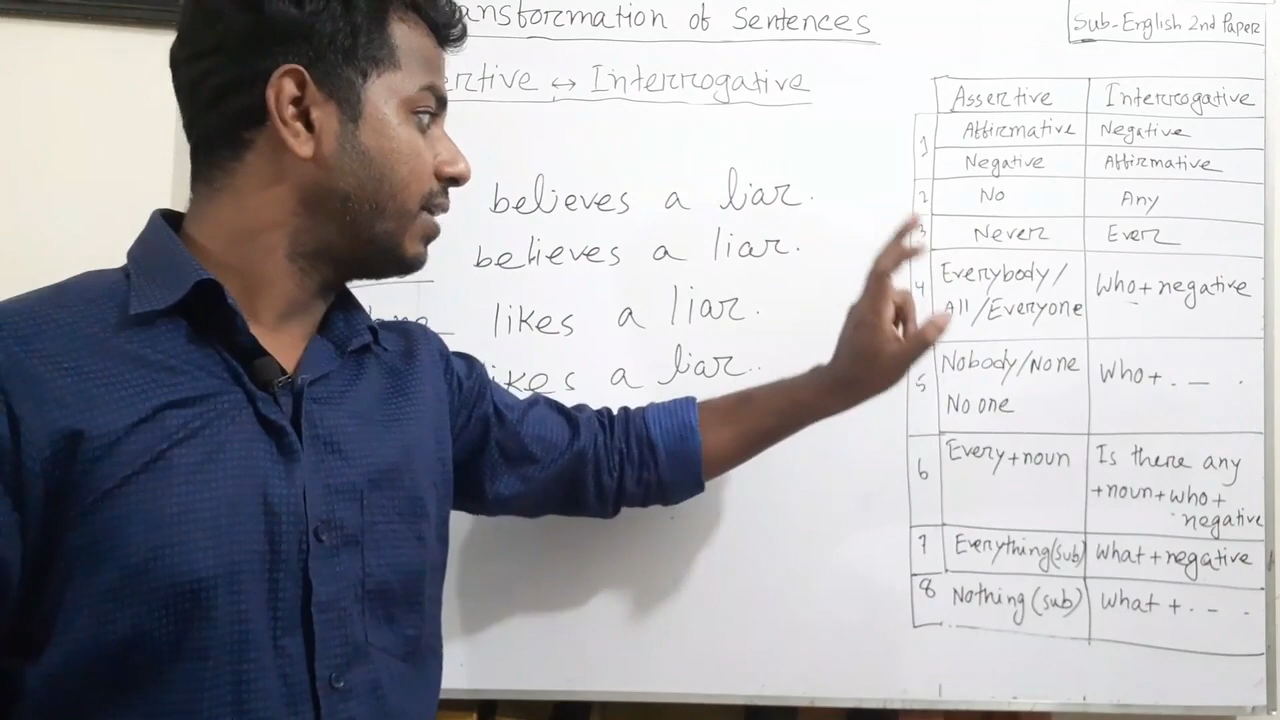 ansformation of Sentences
Sub-English 2nd Paper
ertive ↔ Interrogative
believes a liar.
believes a liar.
likes a liar.
ikes a liar..
Assertive Interrogative
1 Affirmative Negative
Negative Affirmative
2 No Any
3 Never Ever
4 Everybody/ Who+negative
All/Everyone
5 Nobody/None Who+ . — .
No one
6 Every+noun Is there any
+noun+who+
negative
7 Everything(sub) What+negative
8 Nothing (sub) What + . - .